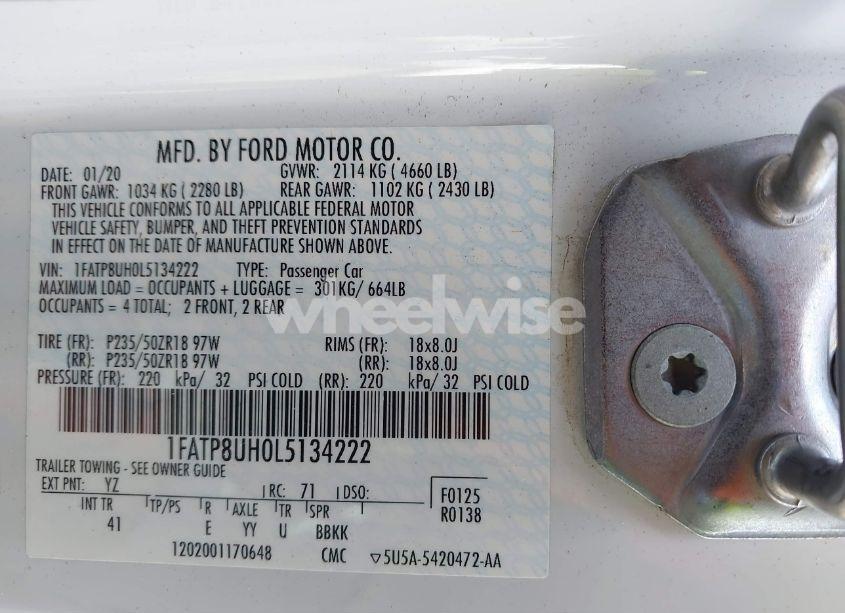 MFD. BY FORD MOTOR CO.
DATE: 01/20 GVWR: 2114 KG ( 4660 LB)
FRONT GAWR: 1034 KG ( 2280 LB) REAR GAWR: 1102 KG ( 2430 LB)
THIS VEHICLE CONFORMS TO ALL APPLICABLE FEDERAL MOTOR
VEHICLE SAFETY, BUMPER, AND THEFT PREVENTION STANDARDS
IN EFFECT ON THE DATE OF MANUFACTURE SHOWN ABOVE.
VIN: 1FATP8UH0L5134222 TYPE: Passenger Car
MAXIMUM LOAD = OCCUPANTS + LUGGAGE = 301KG/ 664LB
OCCUPANTS = 4 TOTAL; 2 FRONT, 2 REAR
wheelwise
TIRE (FR): P235/50ZR18 97W RIMS (FR): 18x8.0J
(RR): P235/50ZR18 97W (RR): 18x8.0J
PRESSURE (FR): 220 kPa/ 32 PSI COLD (RR): 220 kPa/ 32 PSI COLD
1FATP8UH0L5134222
TRAILER TOWING - SEE OWNER GUIDE
EXT PNT: YZ RC: 71 DSO: F0125
INT TR TP/PS R AXLE TR SPR R0138
41 E YY U BBKK
1202001170648 CMC ▽5U5A-5420472-AA